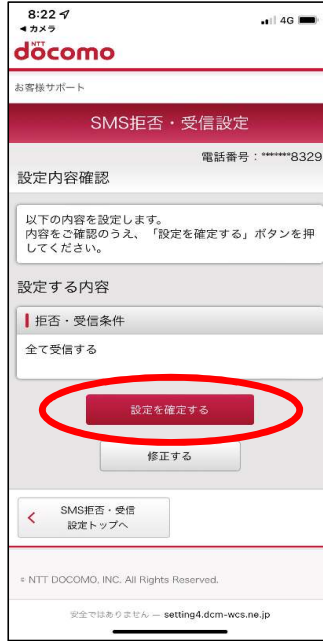 8:22
4G
◀ カメラ
NTT
docomo
お客様サポート
SMS拒否・受信設定
電話番号：*******8329
設定内容確認
以下の内容を設定します。
内容をご確認のうえ、「設定を確定する」ボタンを押
してください。
設定する内容
拒否・受信条件
全て受信する
設定を確定する
修正する
SMS拒否・受信
設定トップへ
© NTT DOCOMO, INC. All Rights Reserved.
安全ではありません — setting4.dcm-wcs.ne.jp